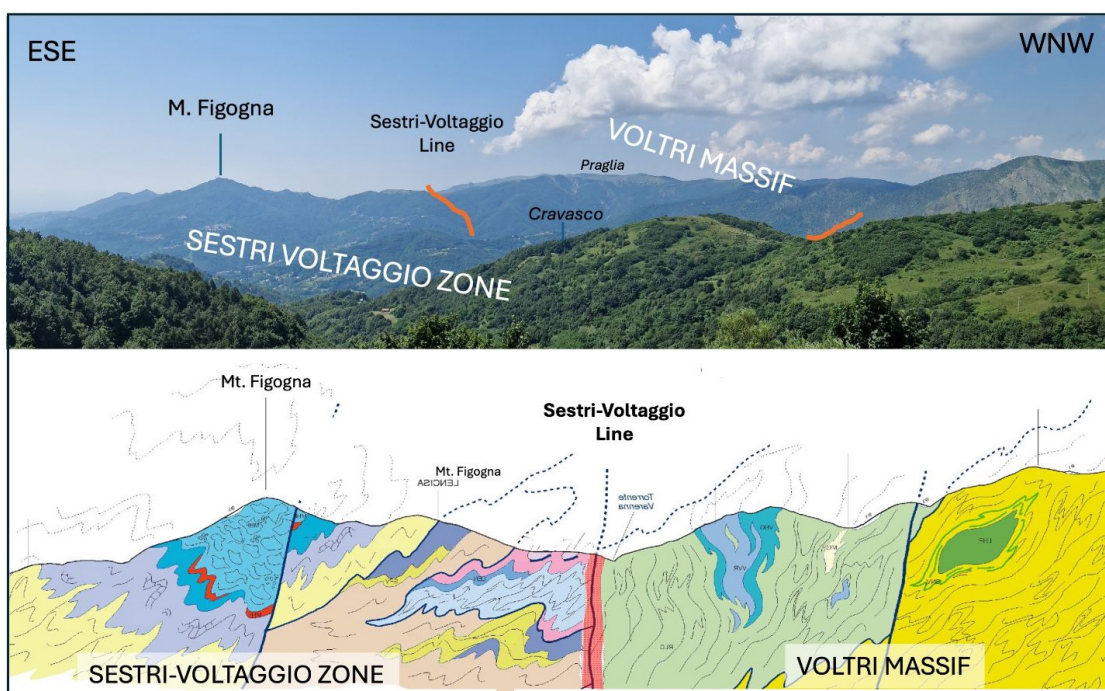 ESE
WNW
M. Figogna
Sestri-Voltaggio
Line
VOLTRI MASSIF
Praglia
Cravasco
SESTRI VOLTAGGIO ZONE
Mt. Figogna
Sestri-Voltaggio
Line
Mt. Figogna
LENCISA
Torrente
Varenna
SESTRI-VOLTAGGIO ZONE
VOLTRI MASSIF